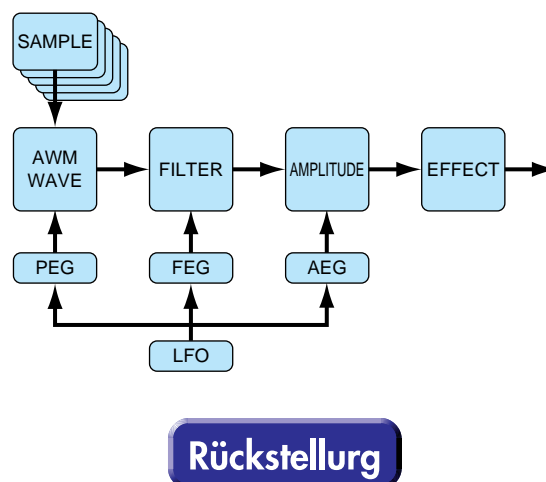 SAMPLE
AWM
WAVE
FILTER
AMPLITUDE
EFFECT
PEG
FEG
AEG
LFO
Rückstellurg